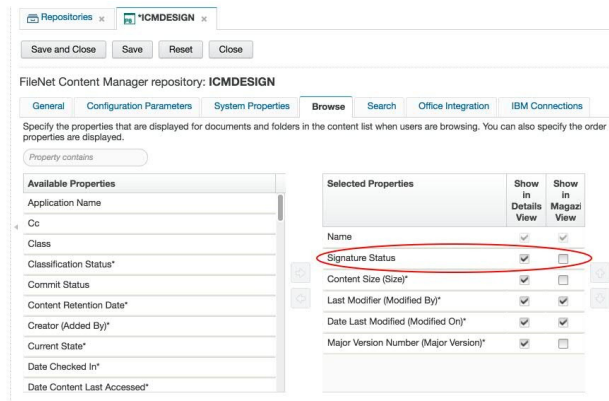 Repositories x
*ICMDESIGN x
Save and Close Save Reset Close
FileNet Content Manager repository: ICMDESIGN
General Configuration Parameters System Properties Browse Search Office Integration IBM Connections
Specify the properties that are displayed for documents and folders in the content list when users are browsing. You can also specify the order
properties are displayed.
Property contains
Available Properties
Application Name
Cc
Class
Classification Status*
Commit Status
Content Retention Date*
Creator (Added By)*
Current State*
Date Checked In*
Date Content Last Accessed*
Selected Properties
Show in Details View
Show in Magazi View
Name
Signature Status
Content Size (Size)*
Last Modifier (Modified By)*
Date Last Modified (Modified On)*
Major Version Number (Major Version)*